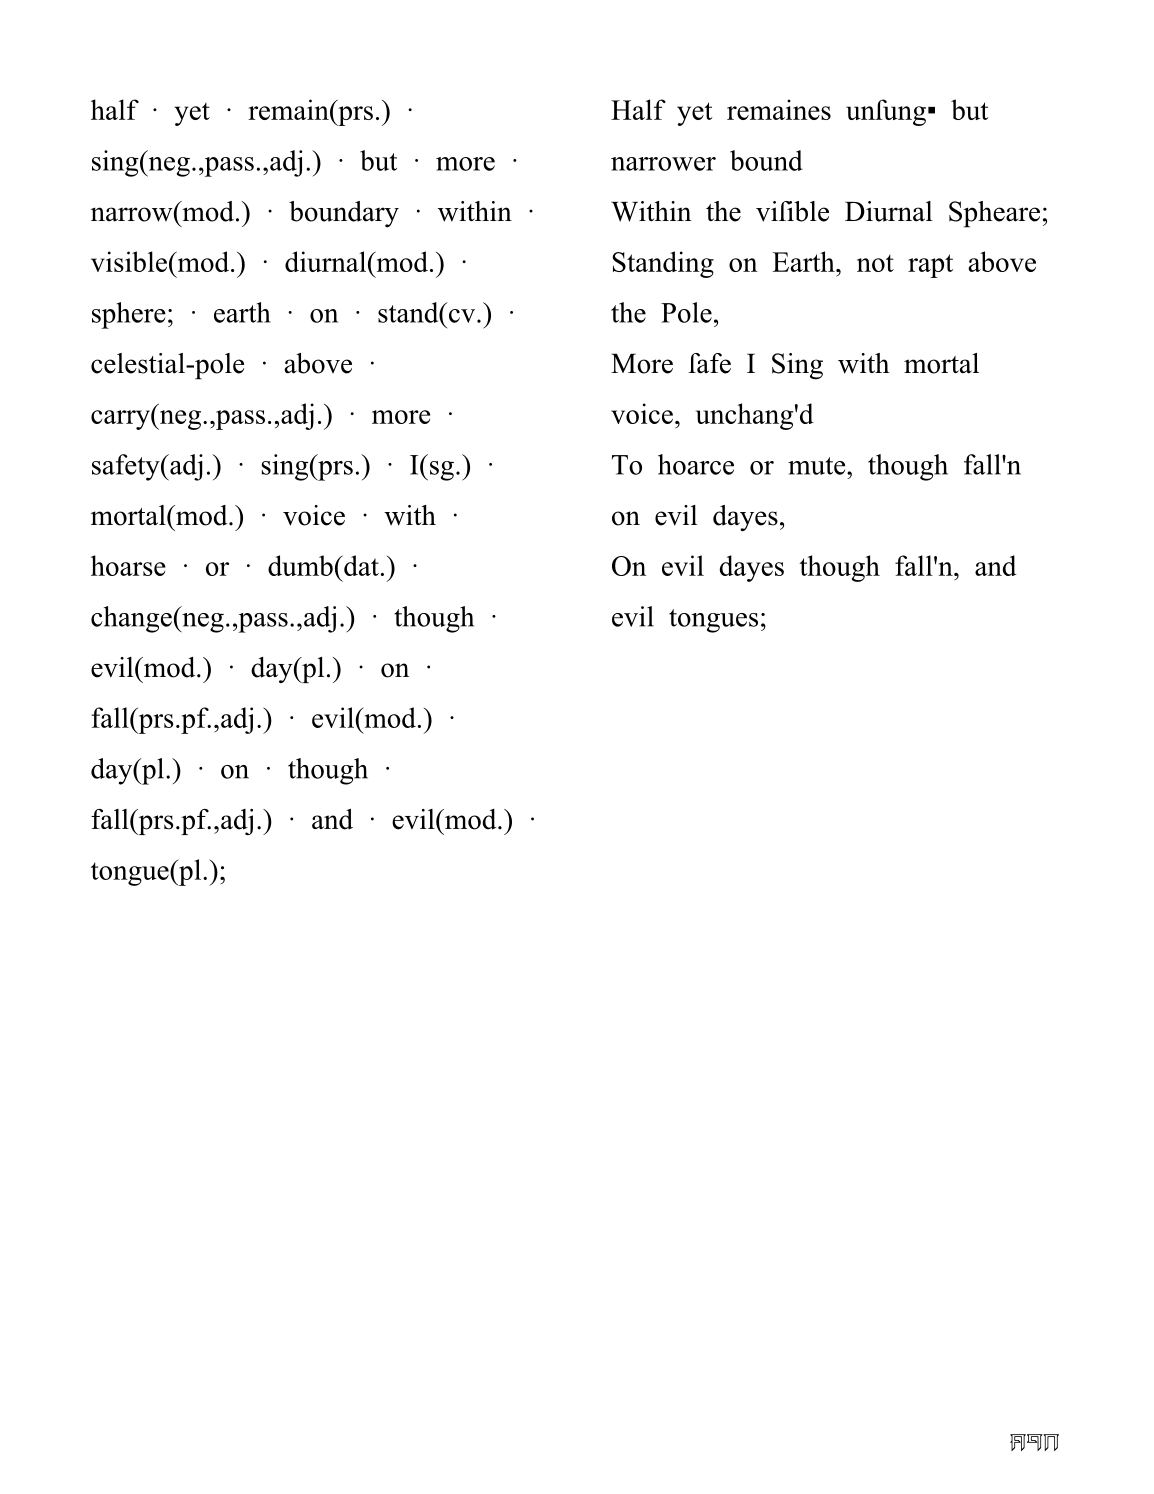 half · yet · remain(prs.) ·
sing(neg.,pass.,adj.) · but · more ·
narrow(mod.) · boundary · within ·
visible(mod.) · diurnal(mod.) ·
sphere; · earth · on · stand(cv.) ·
celestial-pole · above ·
carry(neg.,pass.,adj.) · more ·
safety(adj.) · sing(prs.) · I(sg.) ·
mortal(mod.) · voice · with ·
hoarse · or · dumb(dat.) ·
change(neg.,pass.,adj.) · though ·
evil(mod.) · day(pl.) · on ·
fall(prs.pf.,adj.) · evil(mod.) ·
day(pl.) · on · though ·
fall(prs.pf.,adj.) · and · evil(mod.) ·
tongue(pl.);
Half yet remaines unſung▪ but
narrower bound
Within the viſible Diurnal Spheare;
Standing on Earth, not rapt above
the Pole,
More ſafe I Sing with mortal
voice, unchang'd
To hoarce or mute, though fall'n
on evil dayes,
On evil dayes though fall'n, and
evil tongues;